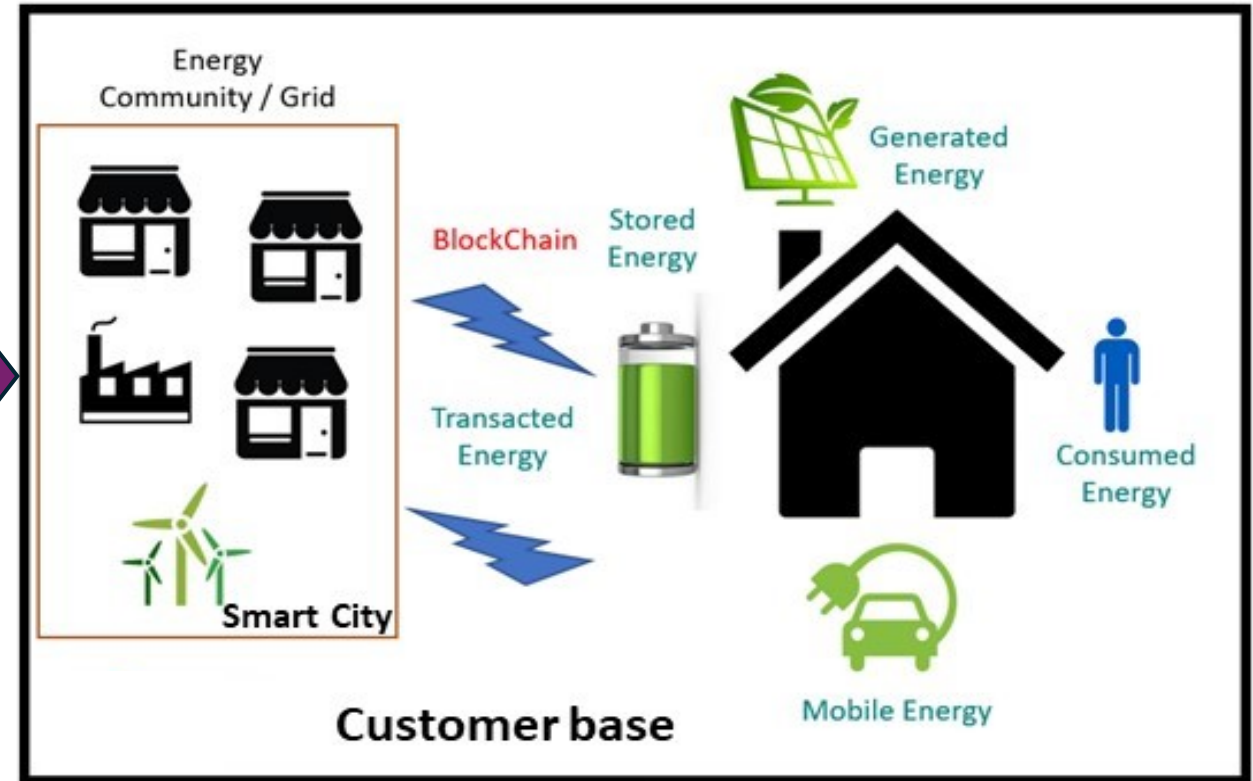 Energy
Community / Grid
Generated
Energy
BlockChain
Stored
Energy
Transacted
Energy
Consumed
Energy
Smart City
Mobile Energy
Customer base